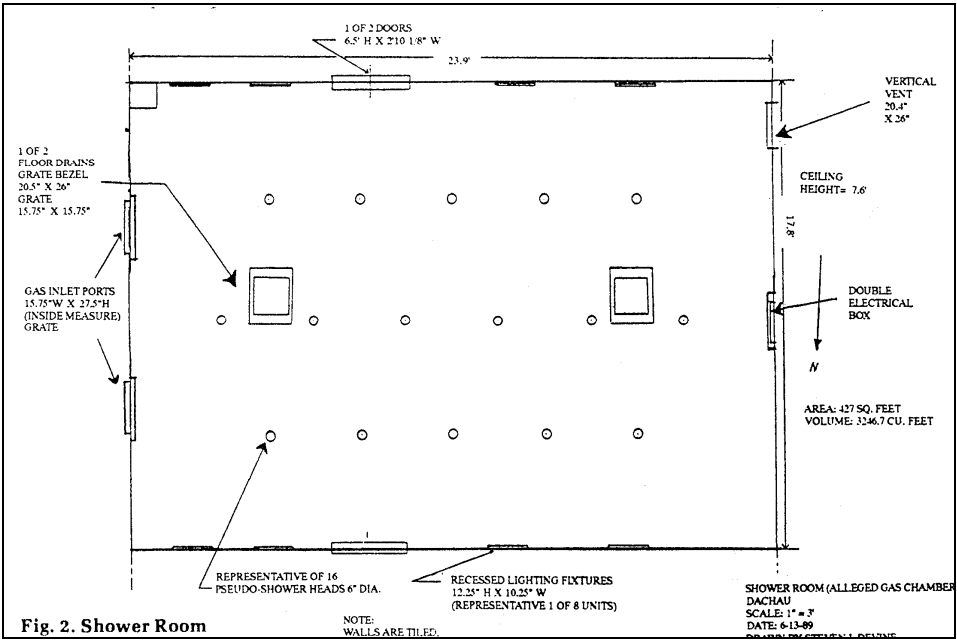 1 OF 2 DOORS
6.5' H X 2'10 1/8" W
23.9'
VERTICAL
VENT
20.4"
X 26"
1 OF 2
FLOOR DRAINS
GRATE BEZEL
20.5" X 26"
GRATE
15.75" X 15.75"
CEILING
HEIGHT= 7.6'
17.8'
GAS INLET PORTS
15.75"W X 27.5"H
(INSIDE MEASURE)
GRATE
DOUBLE
ELECTRICAL
BOX
N
AREA: 427 SQ. FEET
VOLUME: 3246.7 CU. FEET
REPRESENTATIVE OF 16
PSEUDO-SHOWER HEADS 6" DIA.
RECESSED LIGHTING FIXTURES
12.25" H X 10.25" W
(REPRESENTATIVE 1 OF 8 UNITS)
SHOWER ROOM (ALLEGED GAS CHAMBER
DACHAU
SCALE: 1" = 3'
DATE: 6-13-89
DRAWN BY STEVEN J. DEVINE
Fig. 2. Shower Room
NOTE:
WALLS ARE TILED.